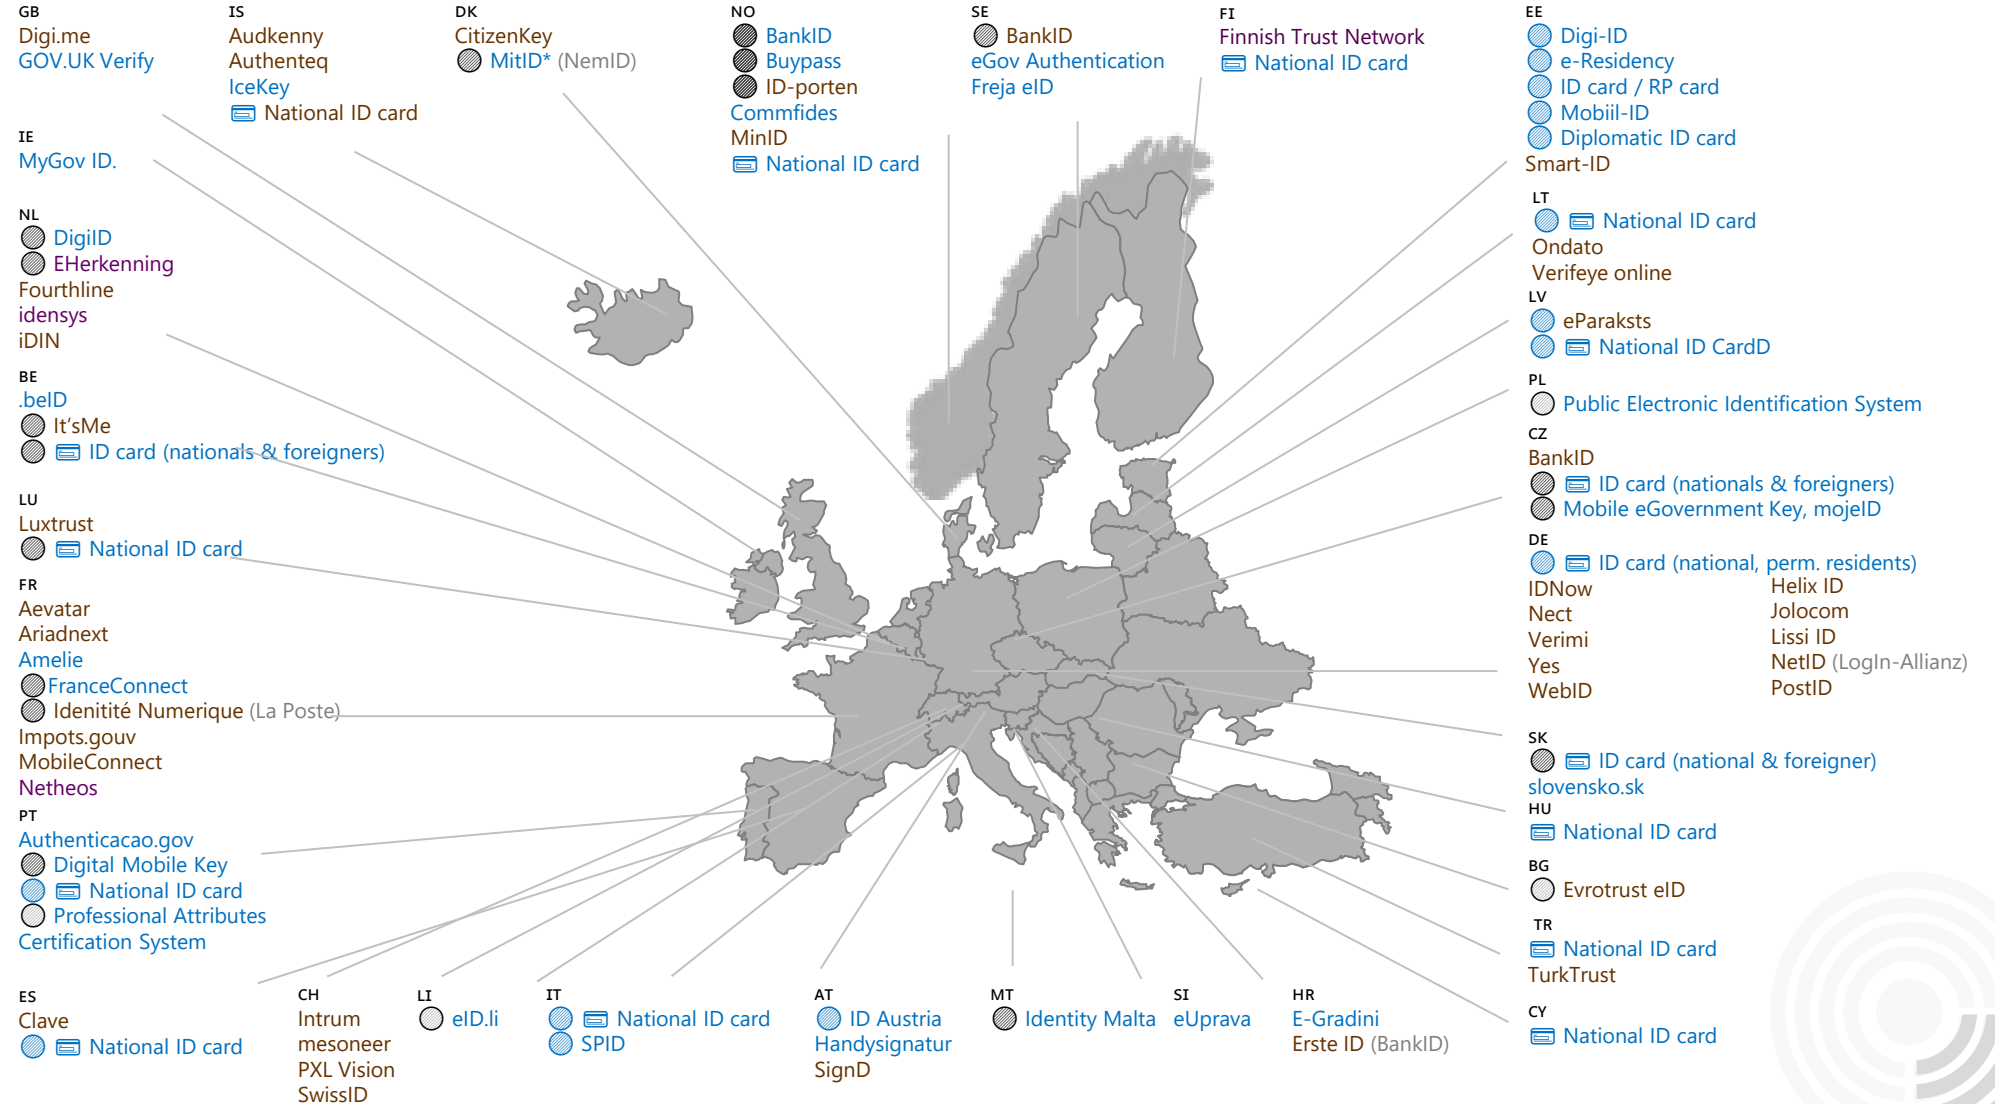 GB
Digi.me
GOV.UK Verify
IE
MyGov ID.
NL
DigiID
EHerkenning
Fourthline
idensys
iDIN
BE
.beID
It'sMe
ID card (nationals & foreigners)
LU
Luxtrust
National ID card
FR
Aevatar
Ariadnext
Amelie
FranceConnect
Idenitité Numerique (La Poste)
Impots.gouv
MobileConnect
Netheos
PT
Authenticacao.gov
Digital Mobile Key
National ID card
Professional Attributes
Certification System
IS
Audkenny
Authenteq
IceKey
National ID card
DK
CitizenKey
MitID* (NemID)
NO
BankID
Buypass
ID-porten
Commfides
MinID
National ID card
SE
BankID
eGov Authentication
Freja eID
FI
Finnish Trust Network
National ID card
EE
Digi-ID
e-Residency
ID card / RP card
Mobiil-ID
Diplomatic ID card
Smart-ID
LT
National ID card
Ondato
Verifeye online
LV
eParaksts
National ID CardD
PL
Public Electronic Identification System
CZ
BankID
ID card (nationals & foreigners)
Mobile eGovernment Key, mojeID
DE
ID card (national, perm. residents)
IDNow
Nect
Verimi
Yes
WebID
Helix ID
Jolocom
Lissi ID
NetID (LogIn-Allianz)
PostID
SK
ID card (national & foreigner)
slovensko.sk
HU
National ID card
BG
Evrotrust eID
TR
National ID card
TurkTrust
CY
National ID card
ES
Clave
National ID card
CH
Intrum
mesoneer
PXL Vision
SwissID
LI
eID.li
IT
National ID card
SPID
AT
ID Austria
Handysignatur
SignD
MT
Identity Malta
SI
eUprava
HR
E-Gradini
Erste ID (BankID)